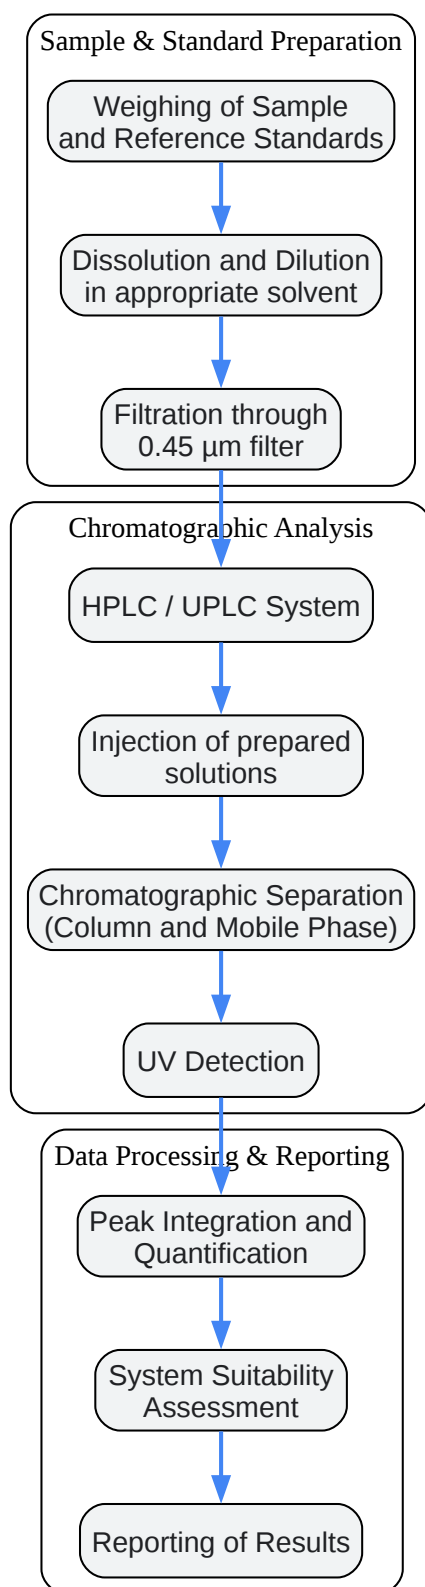 Sample & Standard Preparation
Weighing of Sample
and Reference Standards
Dissolution and Dilution
in appropriate solvent
Filtration through
0.45 µm filter
Chromatographic Analysis
HPLC / UPLC System
Injection of prepared
solutions
Chromatographic Separation
(Column and Mobile Phase)
UV Detection
Data Processing & Reporting
Peak Integration and
Quantification
System Suitability
Assessment
Reporting of Results